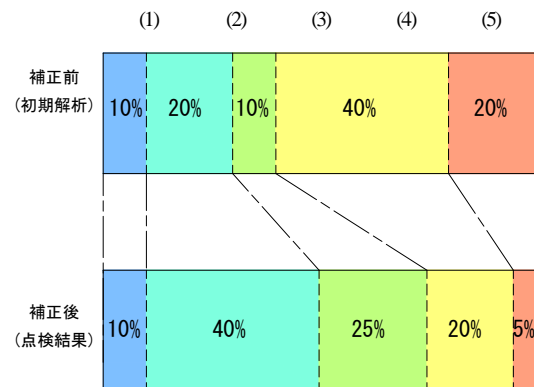 (1) (2) (3) (4) (5)
補正前
(初期解析)
10% 20% 10% 40% 20%
補正後
(点検結果)
10% 40% 25% 20% 5%